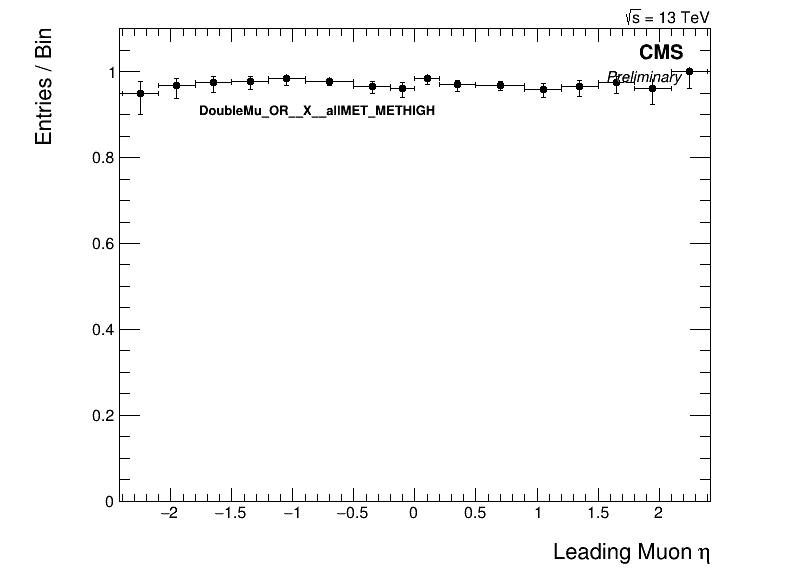 √s = 13 TeV
CMS
Preliminary
DoubleMu_OR__X__allMET_METHIGH
Entries / Bin
1
0.8
0.6
0.4
0.2
0
−2 −1.5 −1 −0.5 0 0.5 1 1.5 2
Leading Muon η